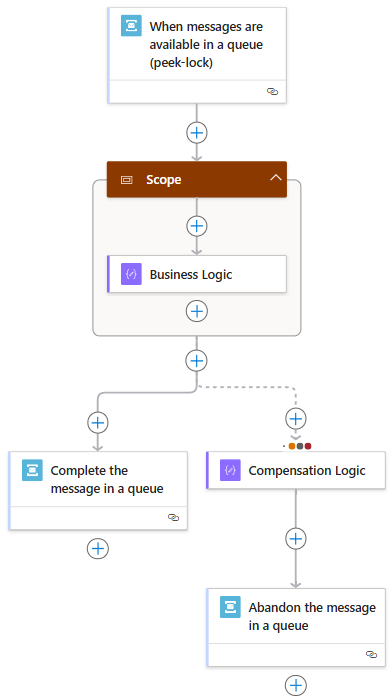 When messages are
available in a queue
(peek-lock)
Scope
Business Logic
Complete the
message in a queue
Compensation Logic
Abandon the message
in a queue